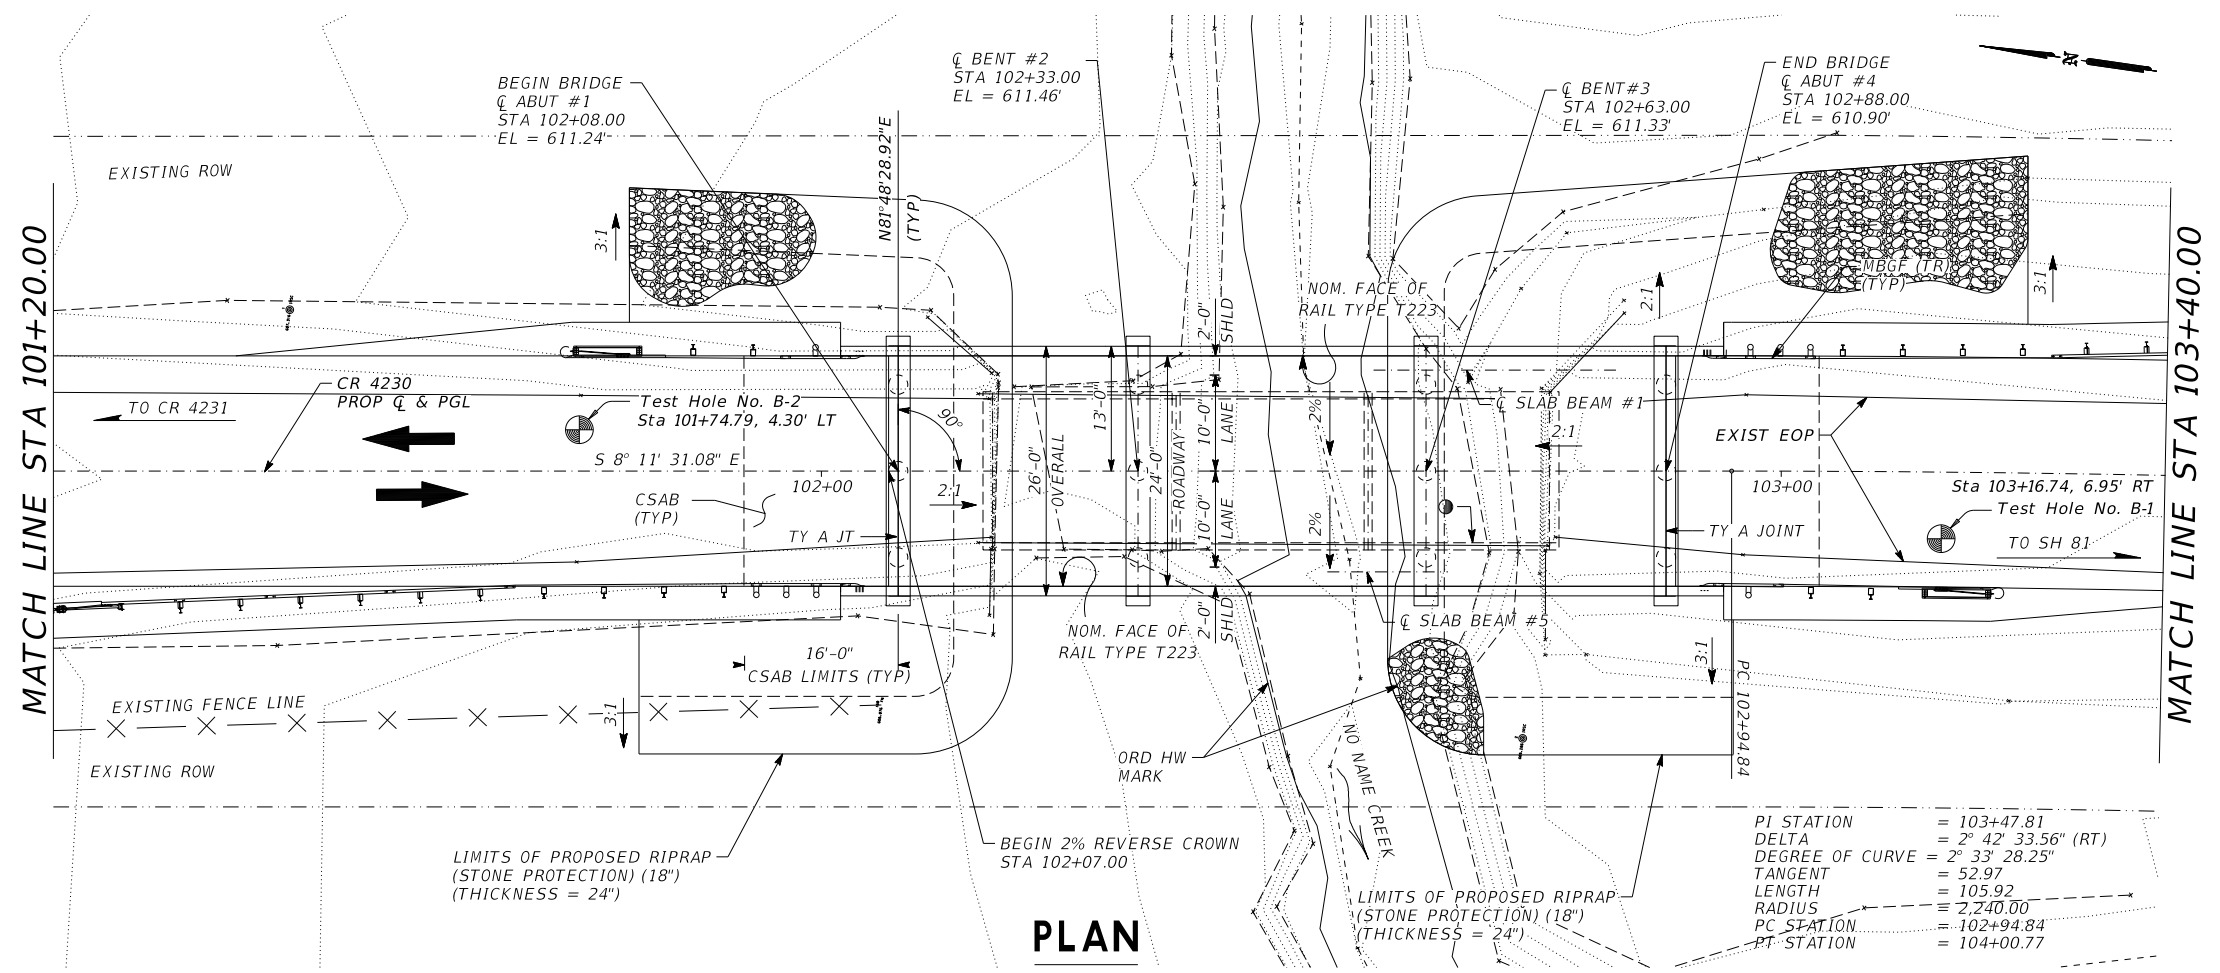 BEGIN BRIDGE
℄ ABUT #1
STA 102+08.00
EL = 611.24'
℄ BENT #2
STA 102+33.00
EL = 611.46'
℄ BENT#3
STA 102+63.00
EL = 611.33'
END BRIDGE
℄ ABUT #4
STA 102+88.00
EL = 610.90'
N
EXISTING ROW
N81°48'28.92"E
(TYP)
3:1
MATCH LINE STA 101+20.00
MATCH LINE STA 103+40.00
MBGF (TR)
(TYP)
3:1
2:1
NOM. FACE OF
RAIL TYPE T223
2'-0"
SHLD
CR 4230
PROP ℄ & PGL
TO CR 4231
Test Hole No. B-2
Sta 101+74.79, 4.30' LT
90°
13'-0"
10'-0"
LANE
2%
℄ SLAB BEAM #1
2:1
EXIST EOP
S 8° 11' 31.08" E
CSAB
(TYP)
102+00
2:1
26'-0"
OVERALL
24'-0"
ROADWAY
10'-0"
LANE
2%
103+00
Sta 103+16.74, 6.95' RT
Test Hole No. B-1
TO SH 81
TY A JT
TY A JOINT
2'-0"
SHLD
℄ SLAB BEAM #5
NOM. FACE OF
RAIL TYPE T223
16'-0"
CSAB LIMITS (TYP)
3:1
3:1
PC 102+94.84
EXISTING FENCE LINE
EXISTING ROW
ORD HW
MARK
NO NAME CREEK
BEGIN 2% REVERSE CROWN
STA 102+07.00
LIMITS OF PROPOSED RIPRAP
(STONE PROTECTION) (18")
(THICKNESS = 24")
LIMITS OF PROPOSED RIPRAP
(STONE PROTECTION) (18")
(THICKNESS = 24")
PI STATION = 103+47.81
DELTA = 2° 42' 33.56" (RT)
DEGREE OF CURVE = 2° 33' 28.25"
TANGENT = 52.97
LENGTH = 105.92
RADIUS = 2,240.00
PC STATION = 102+94.84
PT STATION = 104+00.77
PLAN